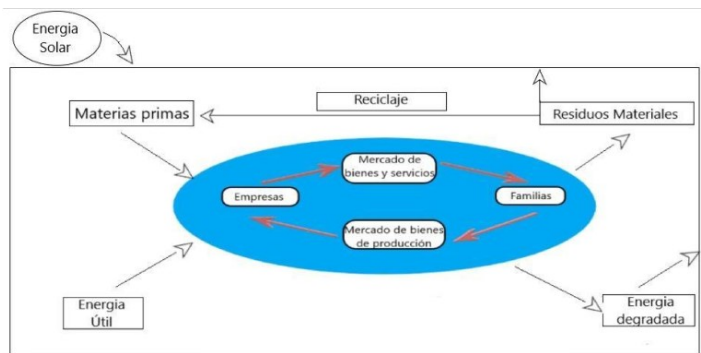 Energia
Solar
Reciclaje
Materias primas
Residuos Materiales
Mercado de
bienes y servicios
Empresas
Familias
Mercado de bienes
de producción
Energia
Útil
Energia
degradada